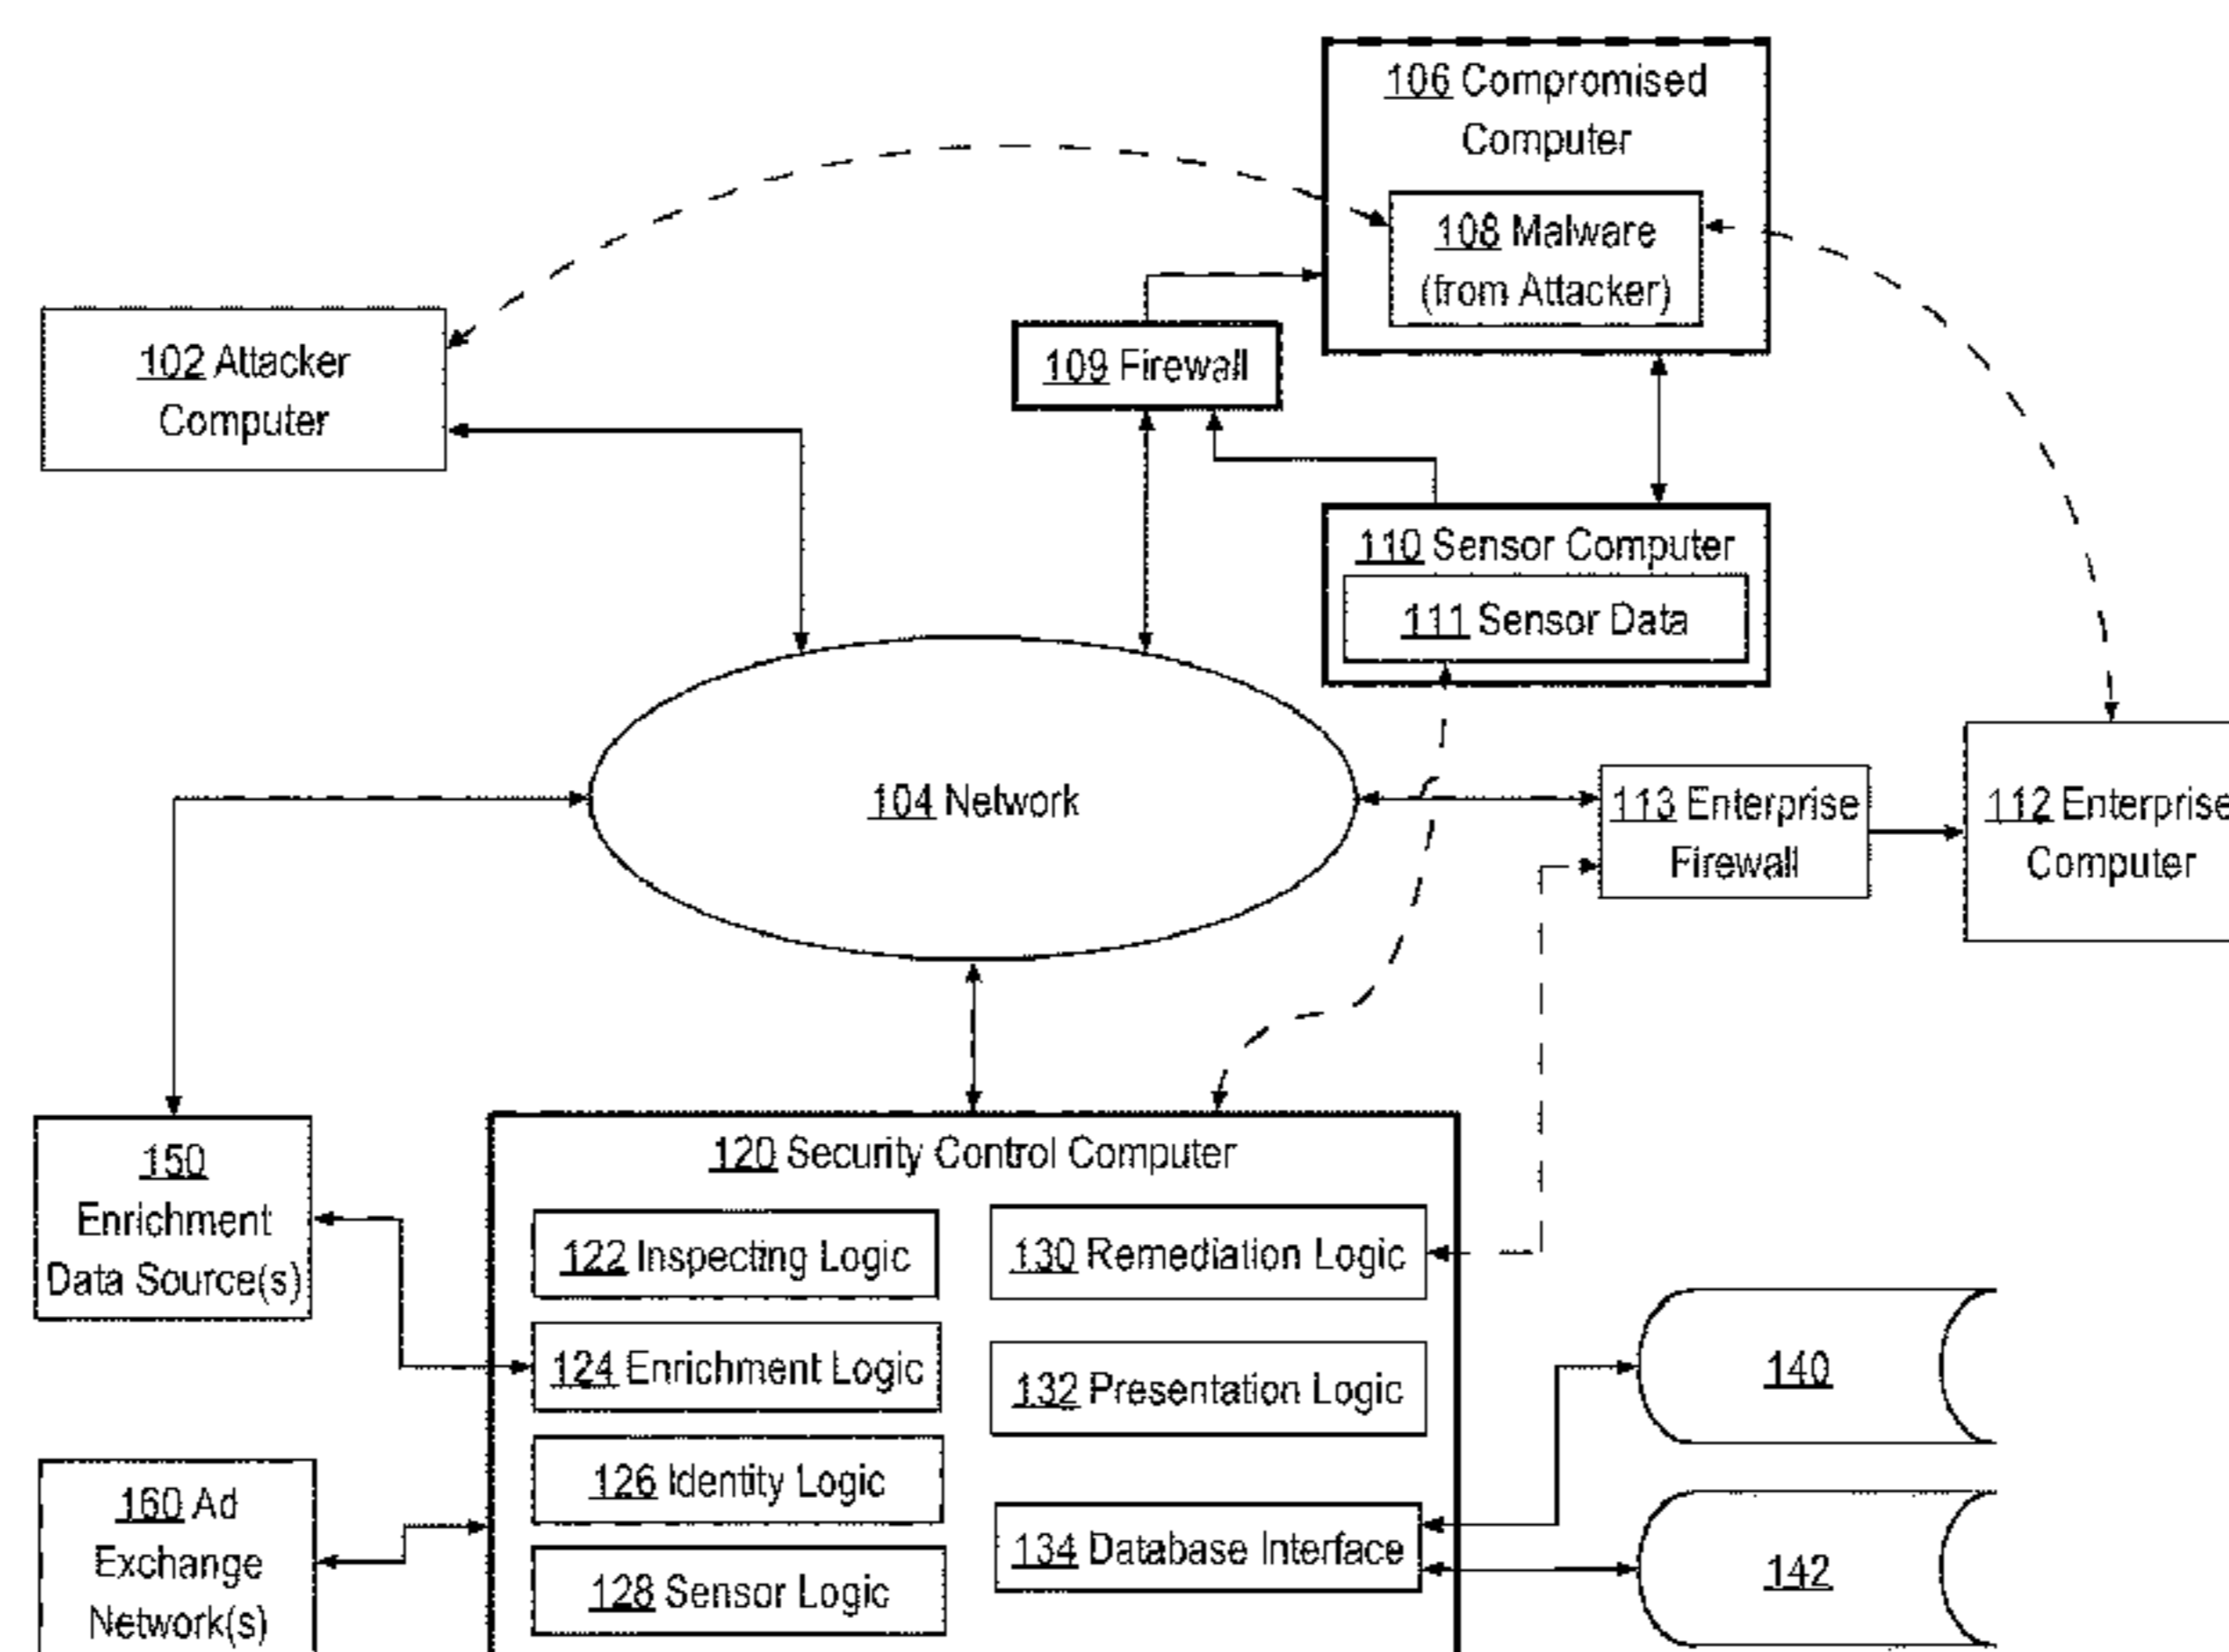 106 Compromised
Computer
108 Malware
(from Attacker)
102 Attacker
Computer
109 Firewall
110 Sensor Computer
111 Sensor Data
104 Network
113 Enterprise
Firewall
112 Enterprise
Computer
120 Security Control Computer
150
Enrichment
Data Source(s)
122 Inspecting Logic
130 Remediation Logic
124 Enrichment Logic
132 Presentation Logic
140
126 Identity Logic
160 Ad
Exchange
Network(s)
134 Database Interface
128 Sensor Logic
142